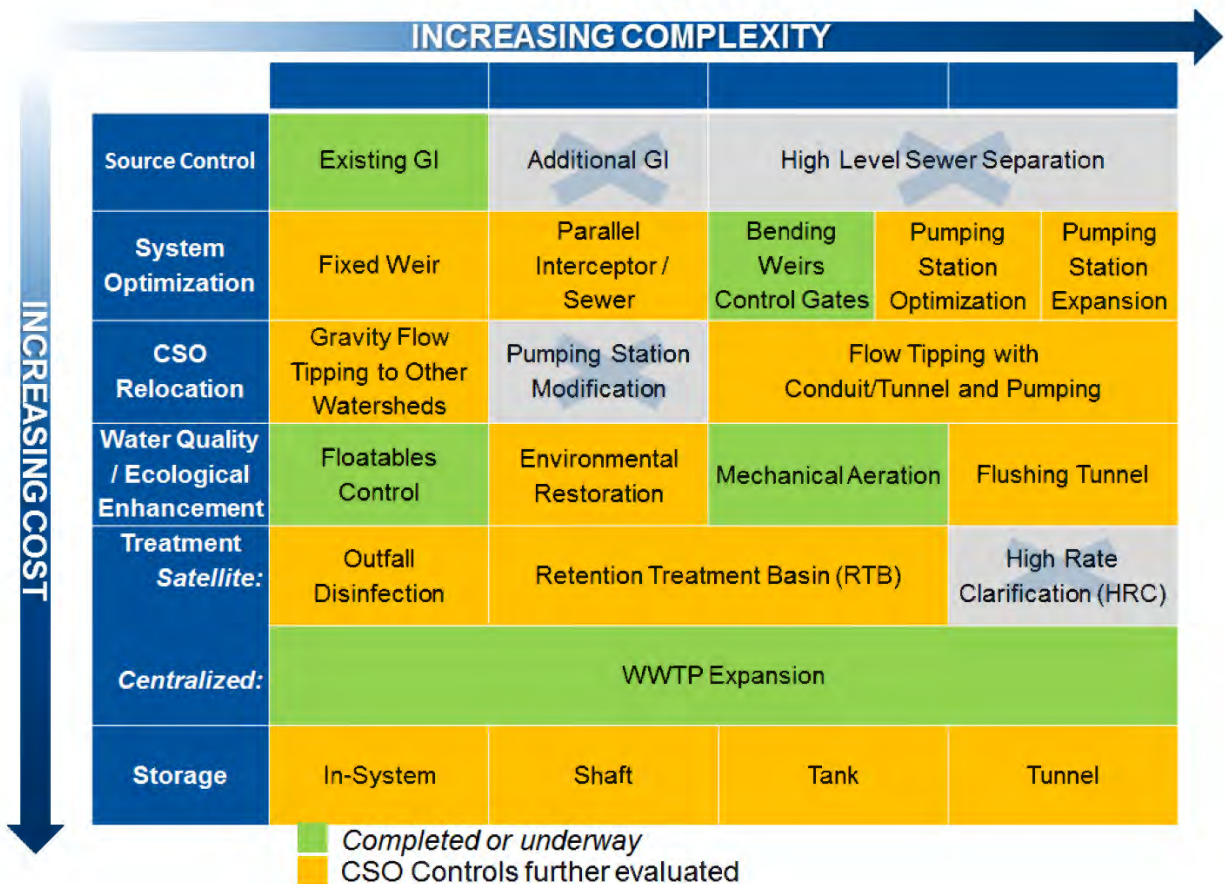 INCREASING COMPLEXITY
INCREASING COST
Source Control
Existing GI
Additional GI
High Level Sewer Separation
System
Optimization
Fixed Weir
Parallel
Interceptor /
Sewer
Bending
Weirs
Control Gates
Pumping
Station
Optimization
Pumping
Station
Expansion
CSO
Relocation
Gravity Flow
Tipping to Other
Watersheds
Pumping Station
Modification
Flow Tipping with
Conduit/Tunnel and Pumping
Water Quality
/ Ecological
Enhancement
Floatables
Control
Environmental
Restoration
Mechanical Aeration
Flushing Tunnel
Treatment
Satellite:
Outfall
Disinfection
Retention Treatment Basin (RTB)
High Rate
Clarification (HRC)
Centralized:
WWTP Expansion
Storage
In-System
Shaft
Tank
Tunnel
Completed or underway
CSO Controls further evaluated